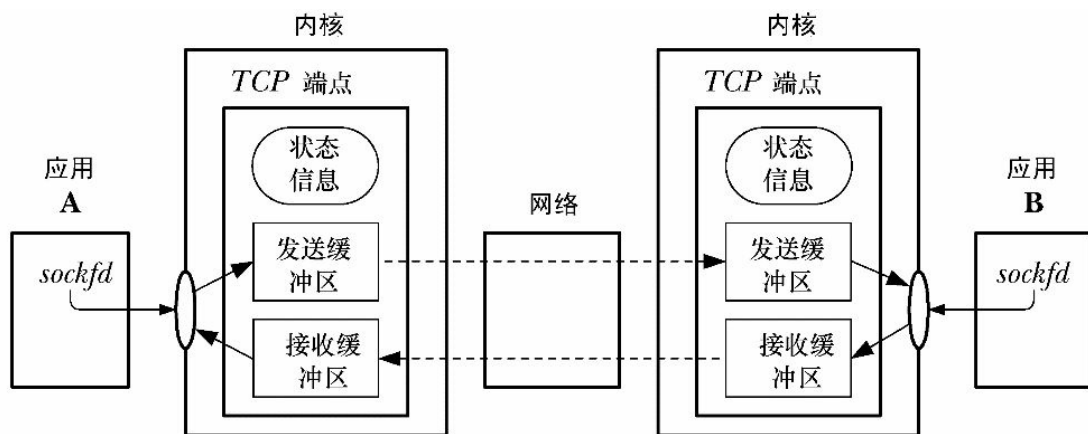 内核
内核
TCP 端点
TCP 端点
状态
信息
状态
信息
应用
A
网络
应用
B
发送缓
冲区
发送缓
冲区
sockfd
sockfd
接收缓
冲区
接收缓
冲区